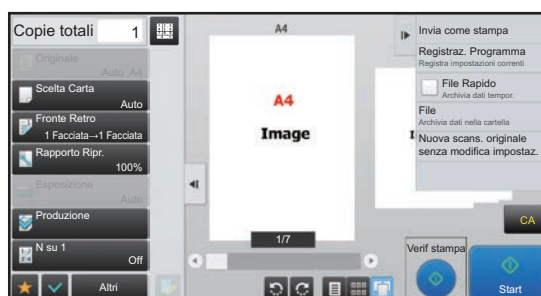 Copie totali 1
Originale
Auto A4
Scelta Carta
Auto
Fronte Retro
1 Facciata→1 Facciata
Rapporto Ripr.
100%
Esposizione
Auto
Produzione
N su 1
Off
Altri
A4
A4
Image
1/7
Invia come stampa
Registraz. Programma
Registra impostazioni correnti
File Rapido
Archivia dati tempor.
File
Archivia dati nella cartella
Nuova scans. originale
senza modifica impostaz.
CA
Verif stampa
Start